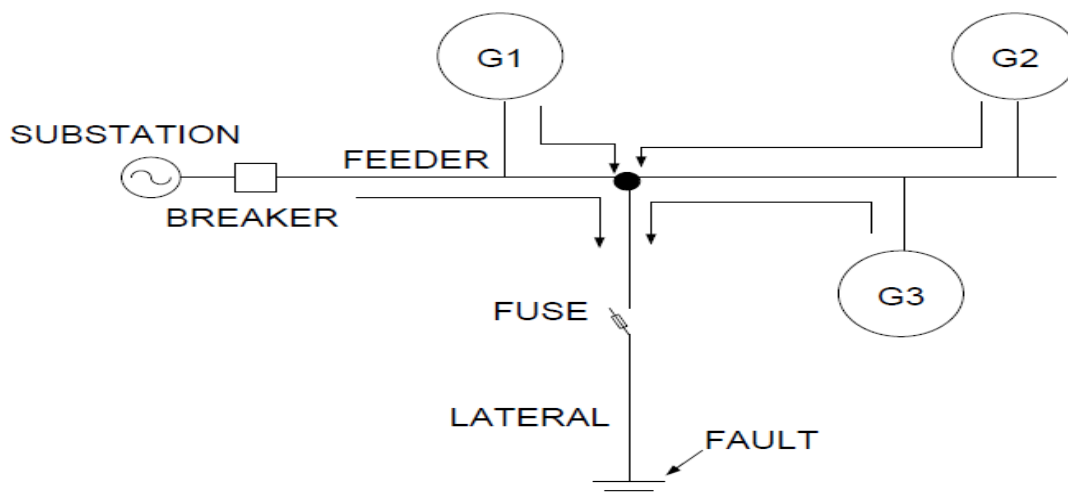 G1
G2
SUBSTATION
FEEDER
BREAKER
G3
FUSE
LATERAL
FAULT